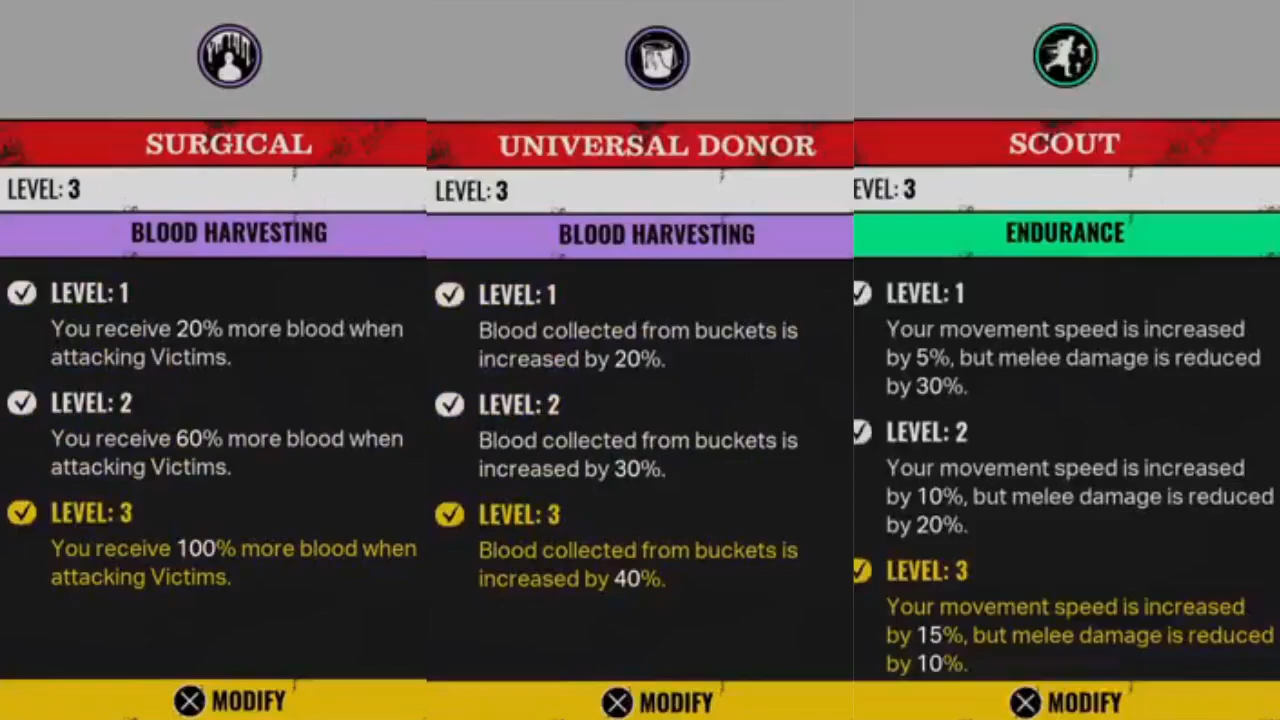 SURGICAL
LEVEL: 3
BLOOD HARVESTING
LEVEL: 1
You receive 20% more blood when
attacking Victims.
LEVEL: 2
You receive 60% more blood when
attacking Victims.
LEVEL: 3
You receive 100% more blood when
attacking Victims.
MODIFY
UNIVERSAL DONOR
LEVEL: 3
BLOOD HARVESTING
LEVEL: 1
Blood collected from buckets is
increased by 20%.
LEVEL: 2
Blood collected from buckets is
increased by 30%.
LEVEL: 3
Blood collected from buckets is
increased by 40%.
MODIFY
SCOUT
EVEL: 3
ENDURANCE
LEVEL: 1
Your movement speed is increased
by 5%, but melee damage is reduced
by 30%.
LEVEL: 2
Your movement speed is increased
by 10%, but melee damage is reduced
by 20%.
LEVEL: 3
Your movement speed is increased
by 15%, but melee damage is reduced
by 10%.
MODIFY